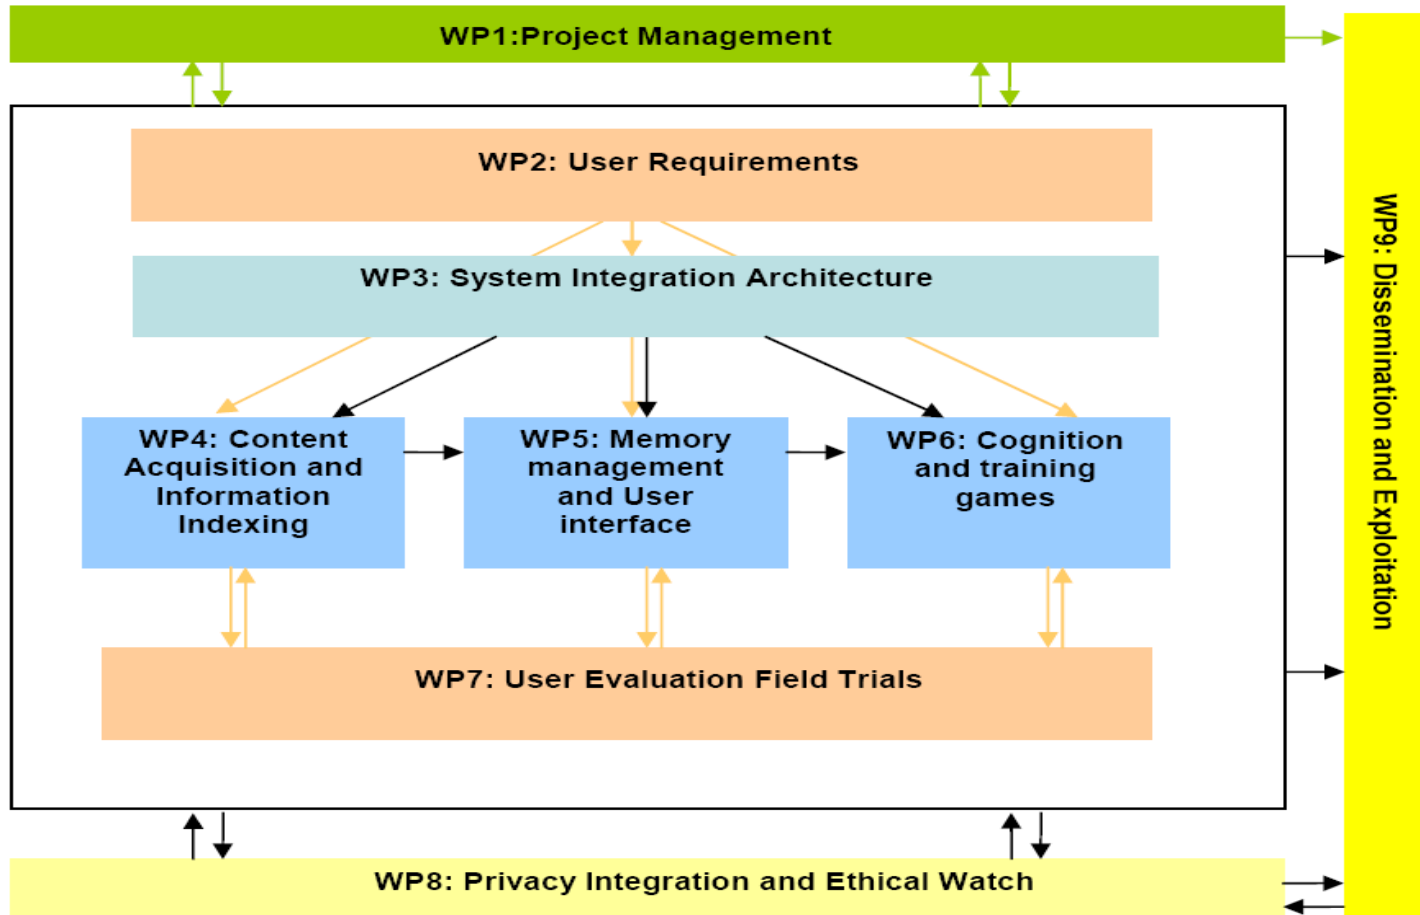 WP1:Project Management
WP2: User Requirements
WP3: System Integration Architecture
WP4: Content
Acquisition and
Information
Indexing
WP5: Memory
management
and User
interface
WP6: Cognition
and training
games
WP7: User Evaluation Field Trials
WP8: Privacy Integration and Ethical Watch
WP9: Dissemination and Exploitation